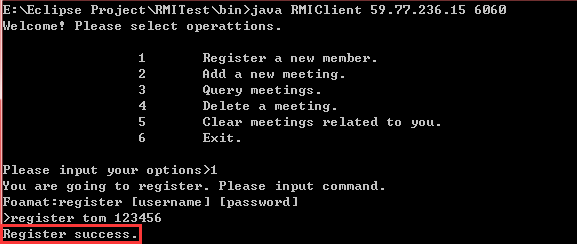 E:\Eclipse Project\RMITest\bin>java RMIClient 59.77.236.15 6060
Welcome! Please select operattions.
1 Register a new member.
2 Add a new meeting.
3 Query meetings.
4 Delete a meeting.
5 Clear meetings related to you.
6 Exit.
Please input your options>1
You are going to register. Please input command.
Foamat:register [username] [password]
>register tom 123456
Register success.